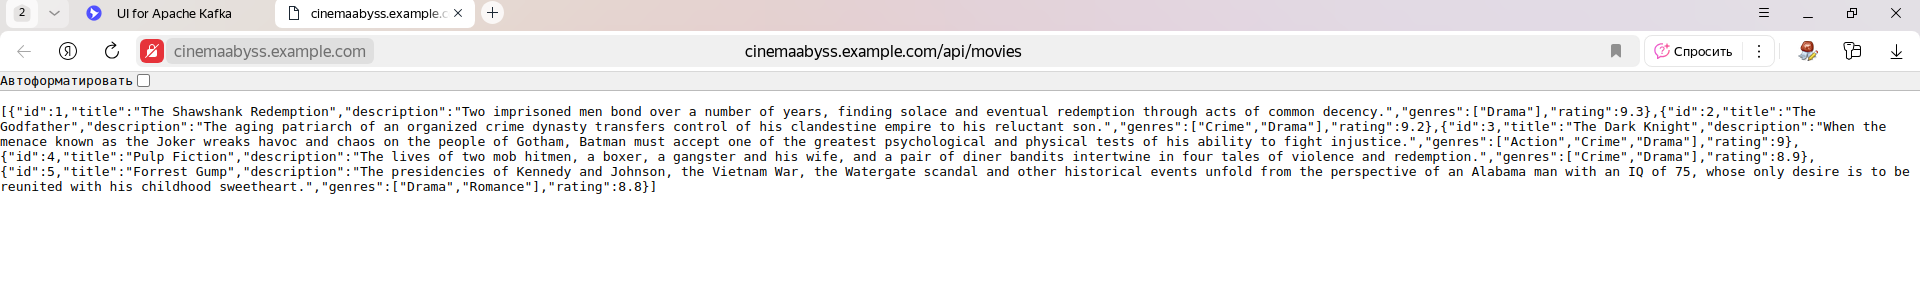 2 UI for Apache Kafka cinemaabyss.example.c
Я cinemaabyss.example.com cinemaabyss.example.com/api/movies Спросить
Автоформатировать
[{"id":1,"title":"The Shawshank Redemption","description":"Two imprisoned men bond over a number of years, finding solace and eventual redemption through acts of common decency.","genres":["Drama"],"rating":9.3},{"id":2,"title":"The
Godfather","description":"The aging patriarch of an organized crime dynasty transfers control of his clandestine empire to his reluctant son.","genres":["Crime","Drama"],"rating":9.2},{"id":3,"title":"The Dark Knight","description":"When the
menace known as the Joker wreaks havoc and chaos on the people of Gotham, Batman must accept one of the greatest psychological and physical tests of his ability to fight injustice.","genres":["Action","Crime","Drama"],"rating":9},
{"id":4,"title":"Pulp Fiction","description":"The lives of two mob hitmen, a boxer, a gangster and his wife, and a pair of diner bandits intertwine in four tales of violence and redemption.","genres":["Crime","Drama"],"rating":8.9},
{"id":5,"title":"Forrest Gump","description":"The presidencies of Kennedy and Johnson, the Vietnam War, the Watergate scandal and other historical events unfold from the perspective of an Alabama man with an IQ of 75, whose only desire is to be
reunited with his childhood sweetheart.","genres":["Drama","Romance"],"rating":8.8}]